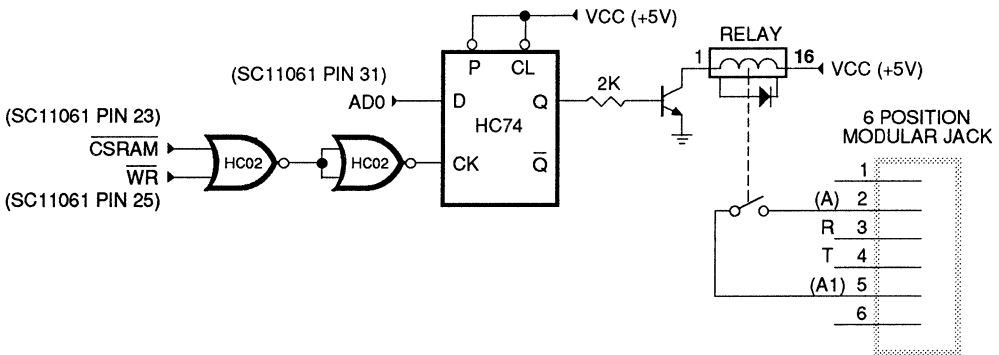 VCC (+5V)
RELAY
1
16
VCC (+5V)
P
CL
(SC11061 PIN 31)
AD0
D
Q
2K
HC74
(SC11061 PIN 23)
CSRAM
HC02
HC02
CK
Q
WR
(SC11061 PIN 25)
6 POSITION
MODULAR JACK
1
(A) 2
R 3
T 4
(A1) 5
6